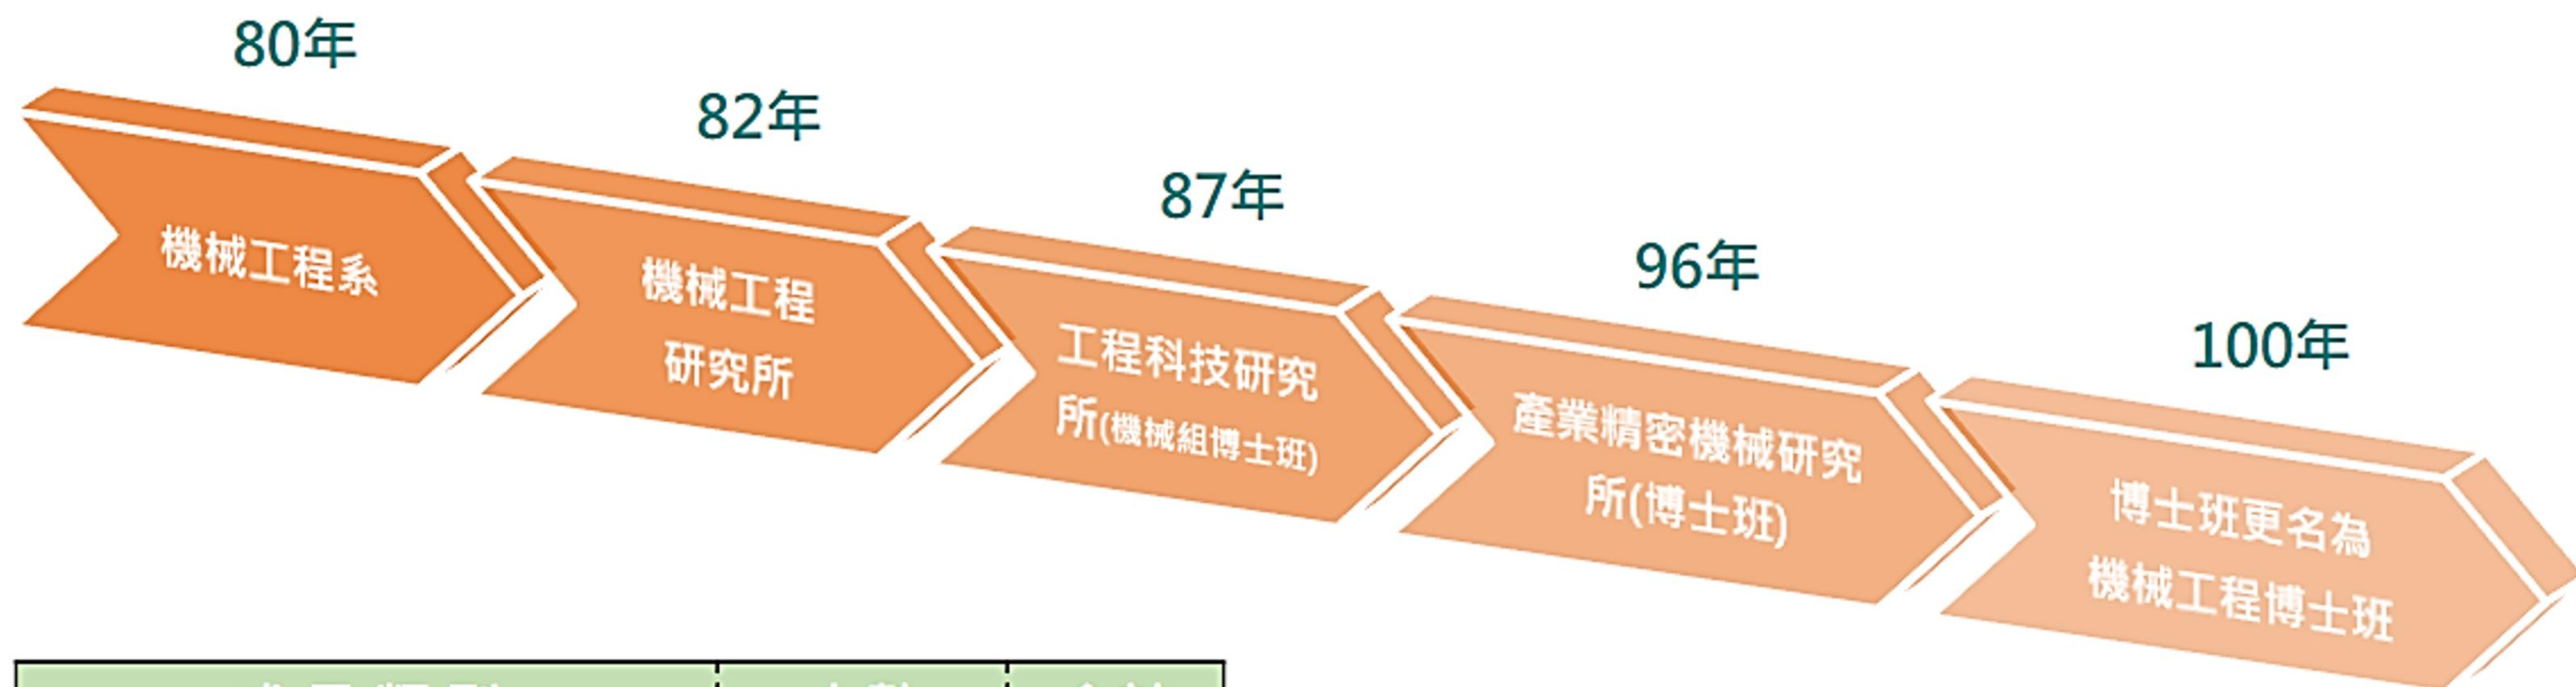 80年
機械工程系
82年
機械工程
研究所
87年
工程科技研究
所(機械組博士班)
96年
產業精密機械研究
所(博士班)
100年
博士班更名為
機械工程博士班